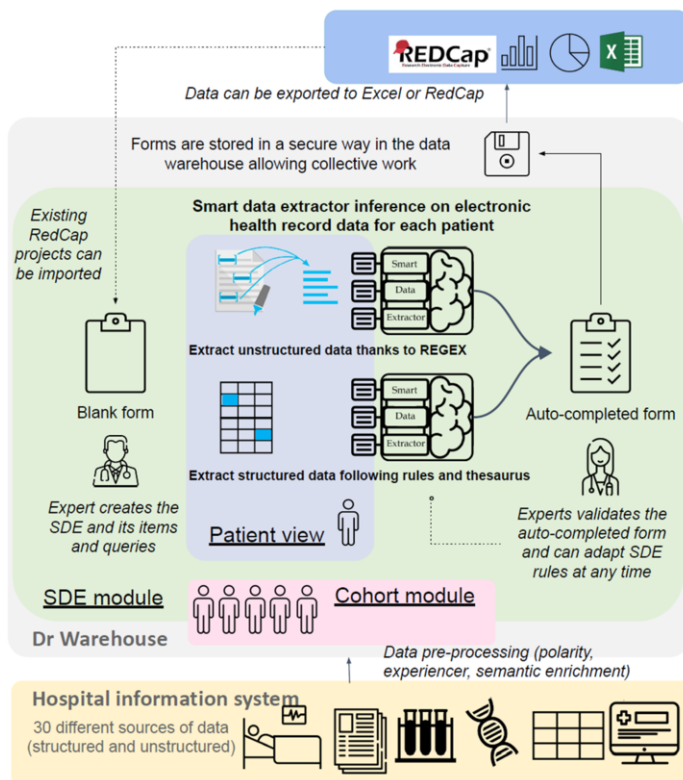 REDCap
Research Electronic Data Capture
Data can be exported to Excel or RedCap
Forms are stored in a secure way in the data
warehouse allowing collective work
Existing
RedCap
projects can
be imported
Smart data extractor inference on electronic
health record data for each patient
Smart
Data
Extractor
Extract unstructured data thanks to REGEX
Blank form
Auto-completed form
Smart
Data
Extractor
Extract structured data following rules and thesaurus
Expert creates the
SDE and its items
and queries
Patient view
Experts validates the
auto-completed form
and can adapt SDE
rules at any time
SDE module
Cohort module
Dr Warehouse
Data pre-processing (polarity,
experiencer, semantic enrichment)
Hospital information system
30 different sources of data
(structured and unstructured)